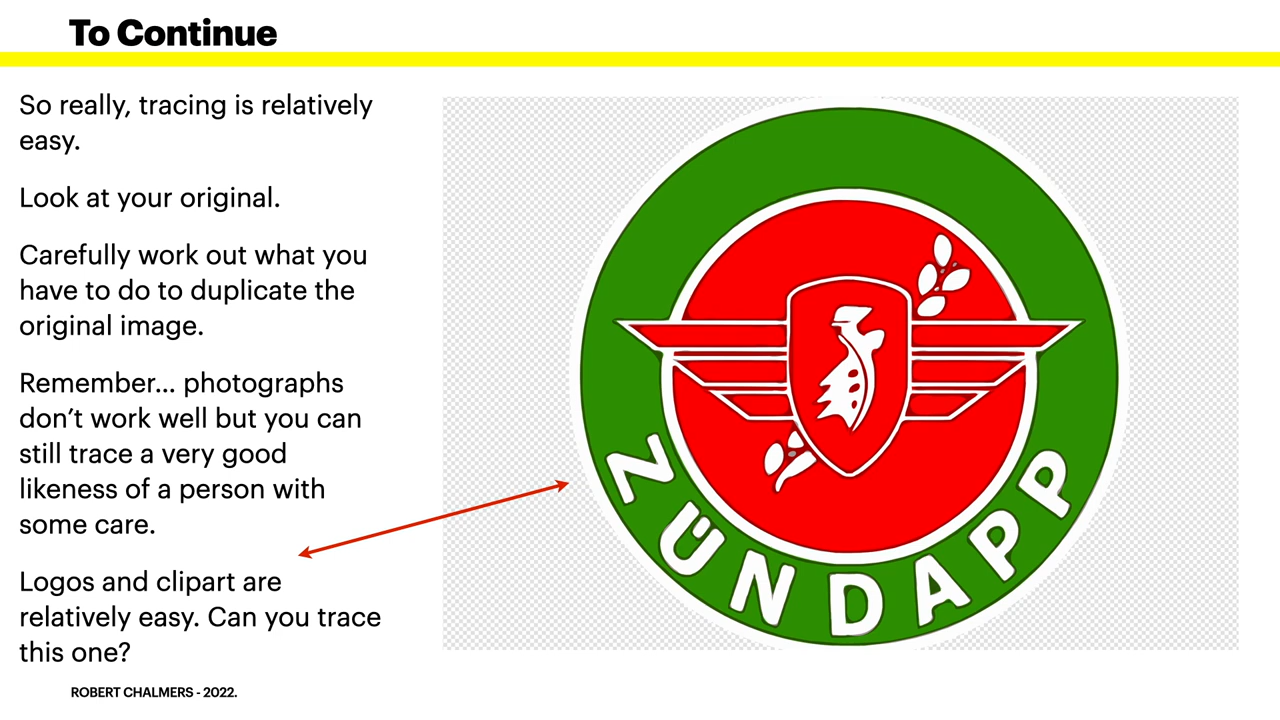 To Continue
So really, tracing is relatively
easy.
Look at your original.
Carefully work out what you
have to do to duplicate the
original image.
Remember... photographs
don’t work well but you can
still trace a very good
likeness of a person with
some care.
Logos and clipart are
relatively easy. Can you trace
this one?
ZÜNDAPP
ROBERT CHALMERS - 2022.